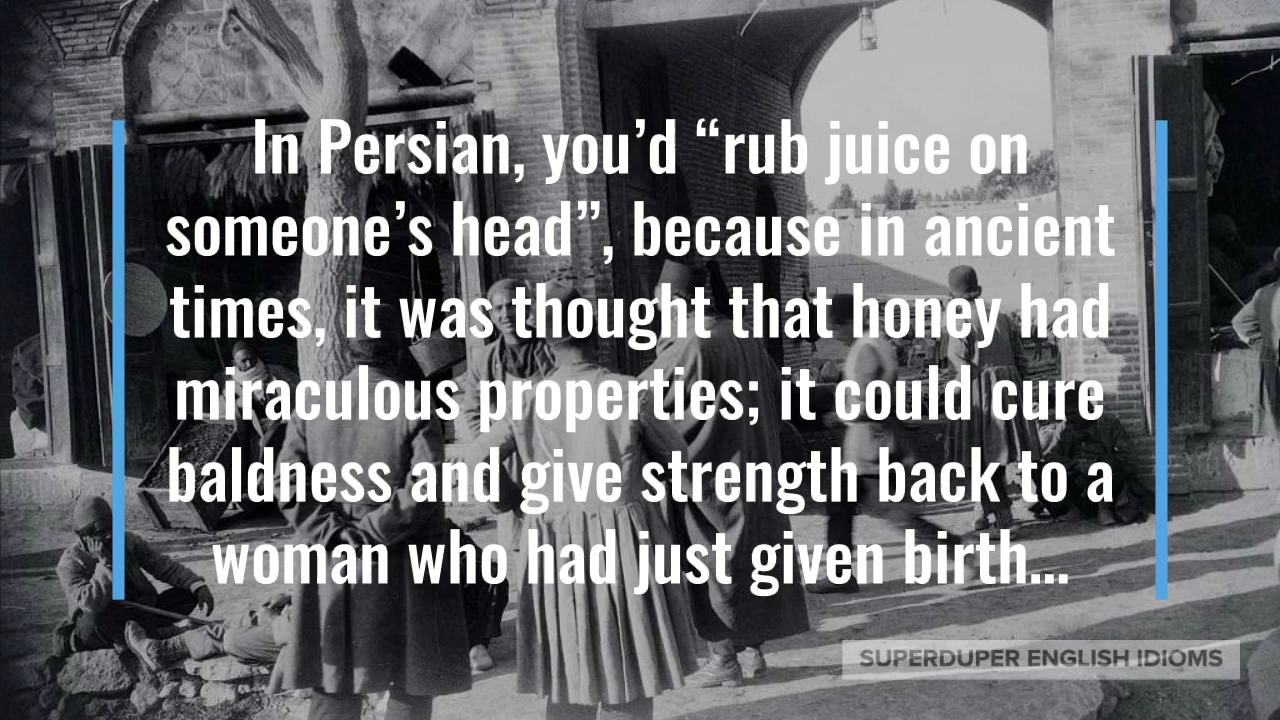 In Persian, you’d “rub juice on
someone’s head”, because in ancient
times, it was thought that honey had
miraculous properties; it could cure
baldness and give strength back to a
woman who had just given birth...
SUPERDUPER ENGLISH IDIOMS